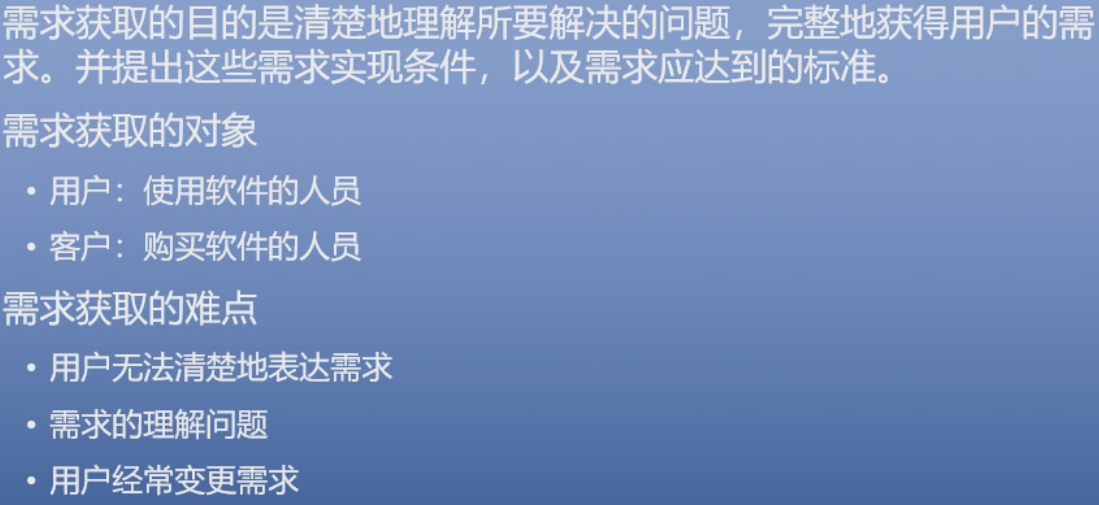 需求获取的目的是清楚地理解所要解决的问题，完整地获得用户的需
求。并提出这些需求实现条件，以及需求应达到的标准。
需求获取的对象
• 用户：使用软件的人员
• 客户：购买软件的人员
需求获取的难点
• 用户无法清楚地表达需求
• 需求的理解问题
• 用户经常变更需求